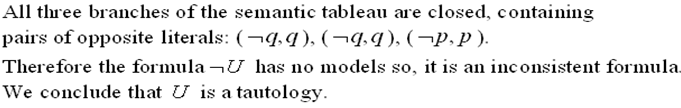 All three branches of the semantic tableau are closed, containing
pairs of opposite literals: (¬q,q), (¬q,q), (¬p,p).
Therefore the formula ¬U has no models so, it is an inconsistent formula.
We conclude that U is a tautology.